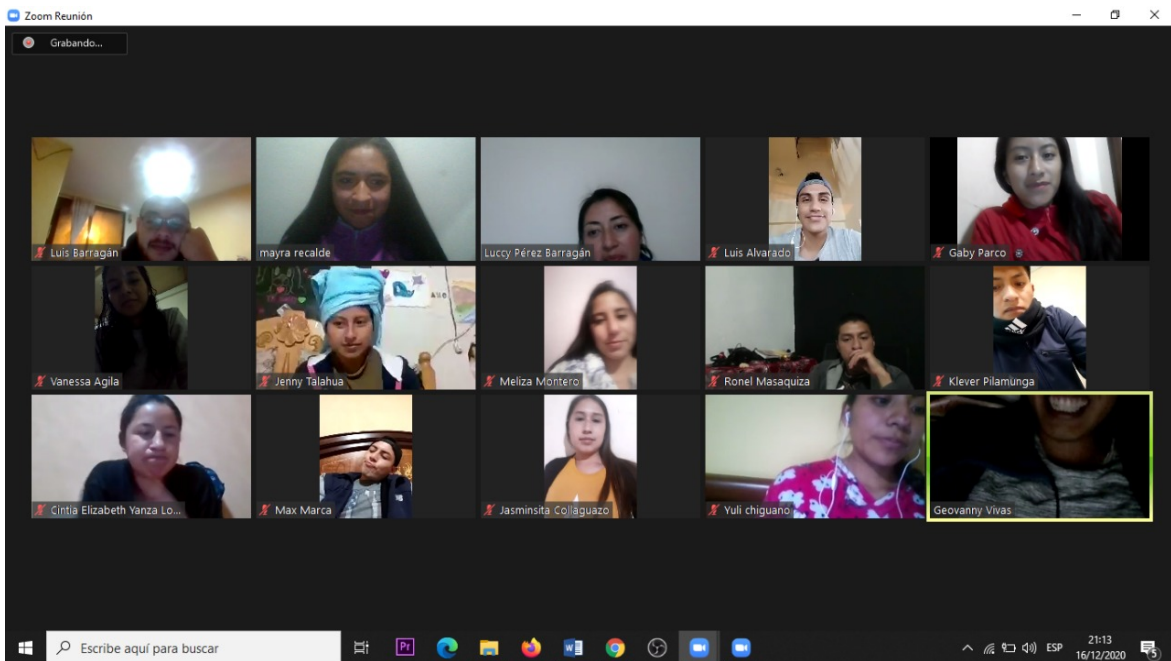 Zoom Reunión
Grabando...
Luis Barragán
mayra recalde
Luccy Pérez Barragán
Luis Alvarado
Gaby Parco
Vanessa Agila
Jenny Talahua
Meliza Montero
Ronel Masaquiza
Klever Pilamunga
Cintia Elizabeth Yanza Lo...
Max Marca
Jasminsita Collaguazo
Yuli chiguano
Geovanny Vivas
Escribe aquí para buscar
Pr
ESP
21:13
16/12/2020
5